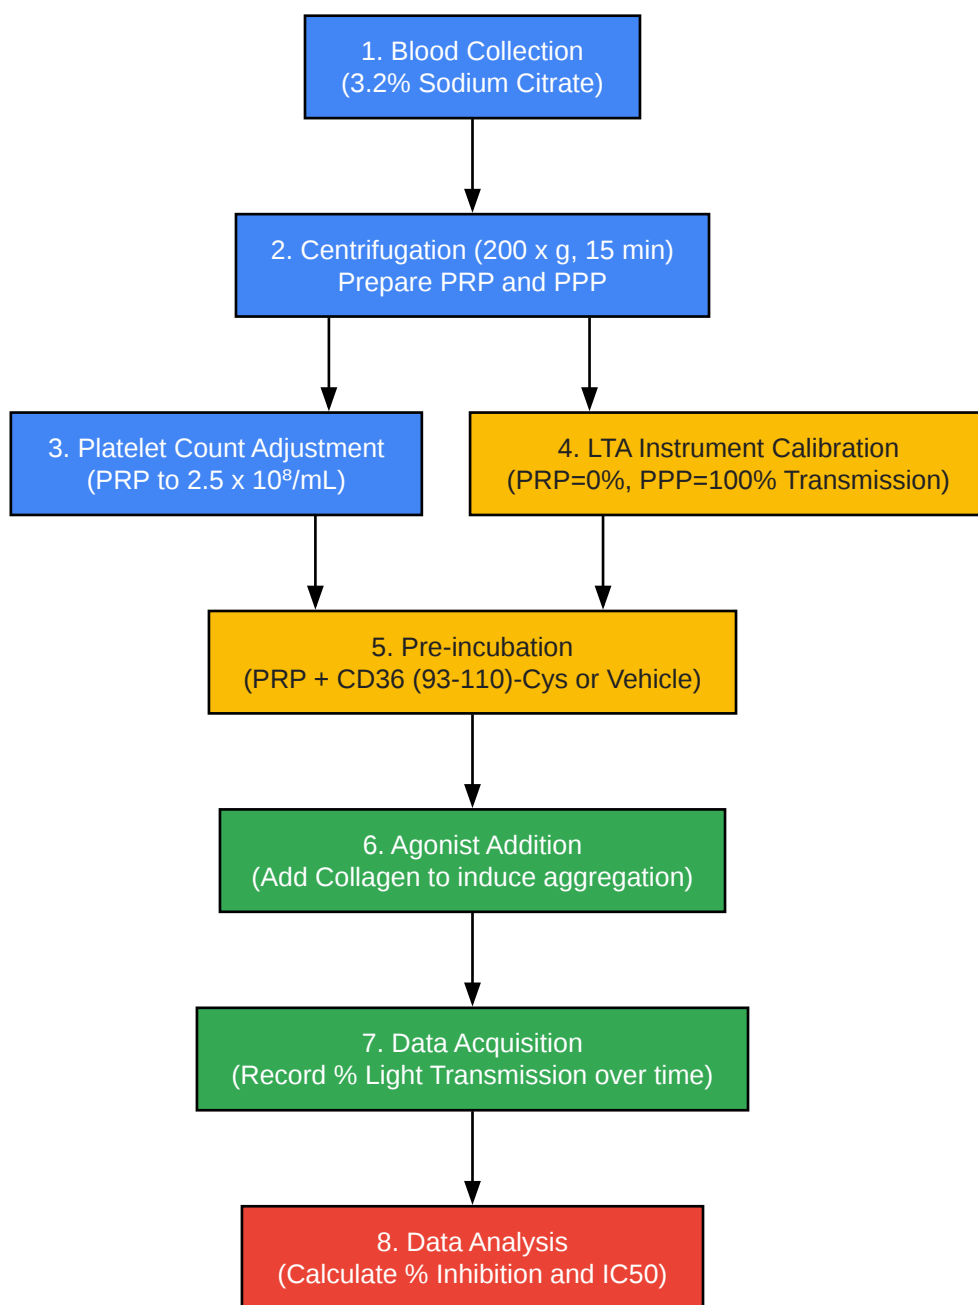 1. Blood Collection
(3.2% Sodium Citrate)
2. Centrifugation (200 x g, 15 min)
Prepare PRP and PPP
3. Platelet Count Adjustment
(PRP to 2.5 x 10⁸/mL)
4. LTA Instrument Calibration
(PRP=0%, PPP=100% Transmission)
5. Pre-incubation
(PRP + CD36 (93-110)-Cys or Vehicle)
6. Agonist Addition
(Add Collagen to induce aggregation)
7. Data Acquisition
(Record % Light Transmission over time)
8. Data Analysis
(Calculate % Inhibition and IC50)